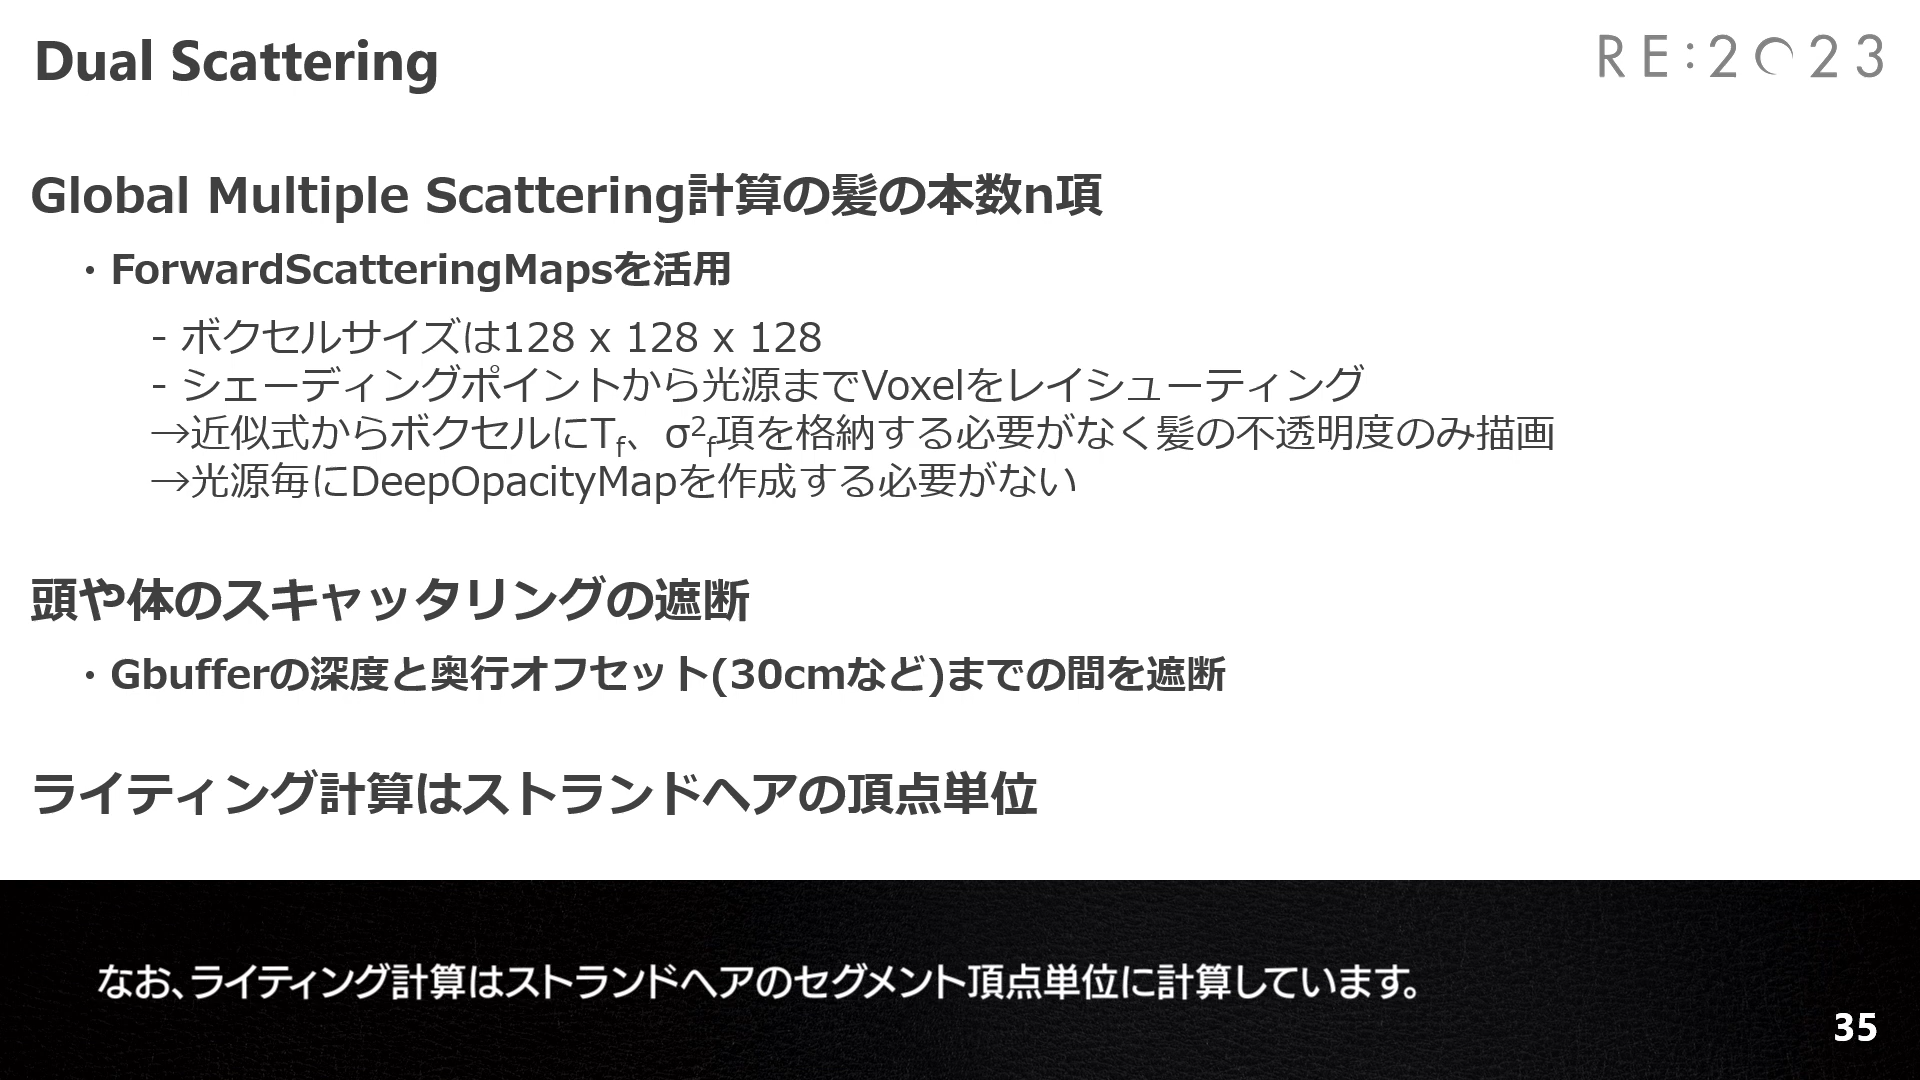 Dual Scattering
RE:2023
Global Multiple Scattering計算の髪の本数n項
・ForwardScatteringMapsを活用
- ボクセルサイズは128 x 128 x 128
- シェーディングポイントから光源までVoxelをレイシューティング
→近似式からボクセルにTf、σ²f項を格納する必要がなく髪の不透明度のみ描画
→光源毎にDeepOpacityMapを作成する必要がない
頭や体のスキャッタリングの遮断
・Gbufferの深度と奥行オフセット(30cmなど)までの間を遮断
ライティング計算はストランドヘアの頂点単位
なお、ライティング計算はストランドヘアのセグメント頂点単位に計算しています。
35